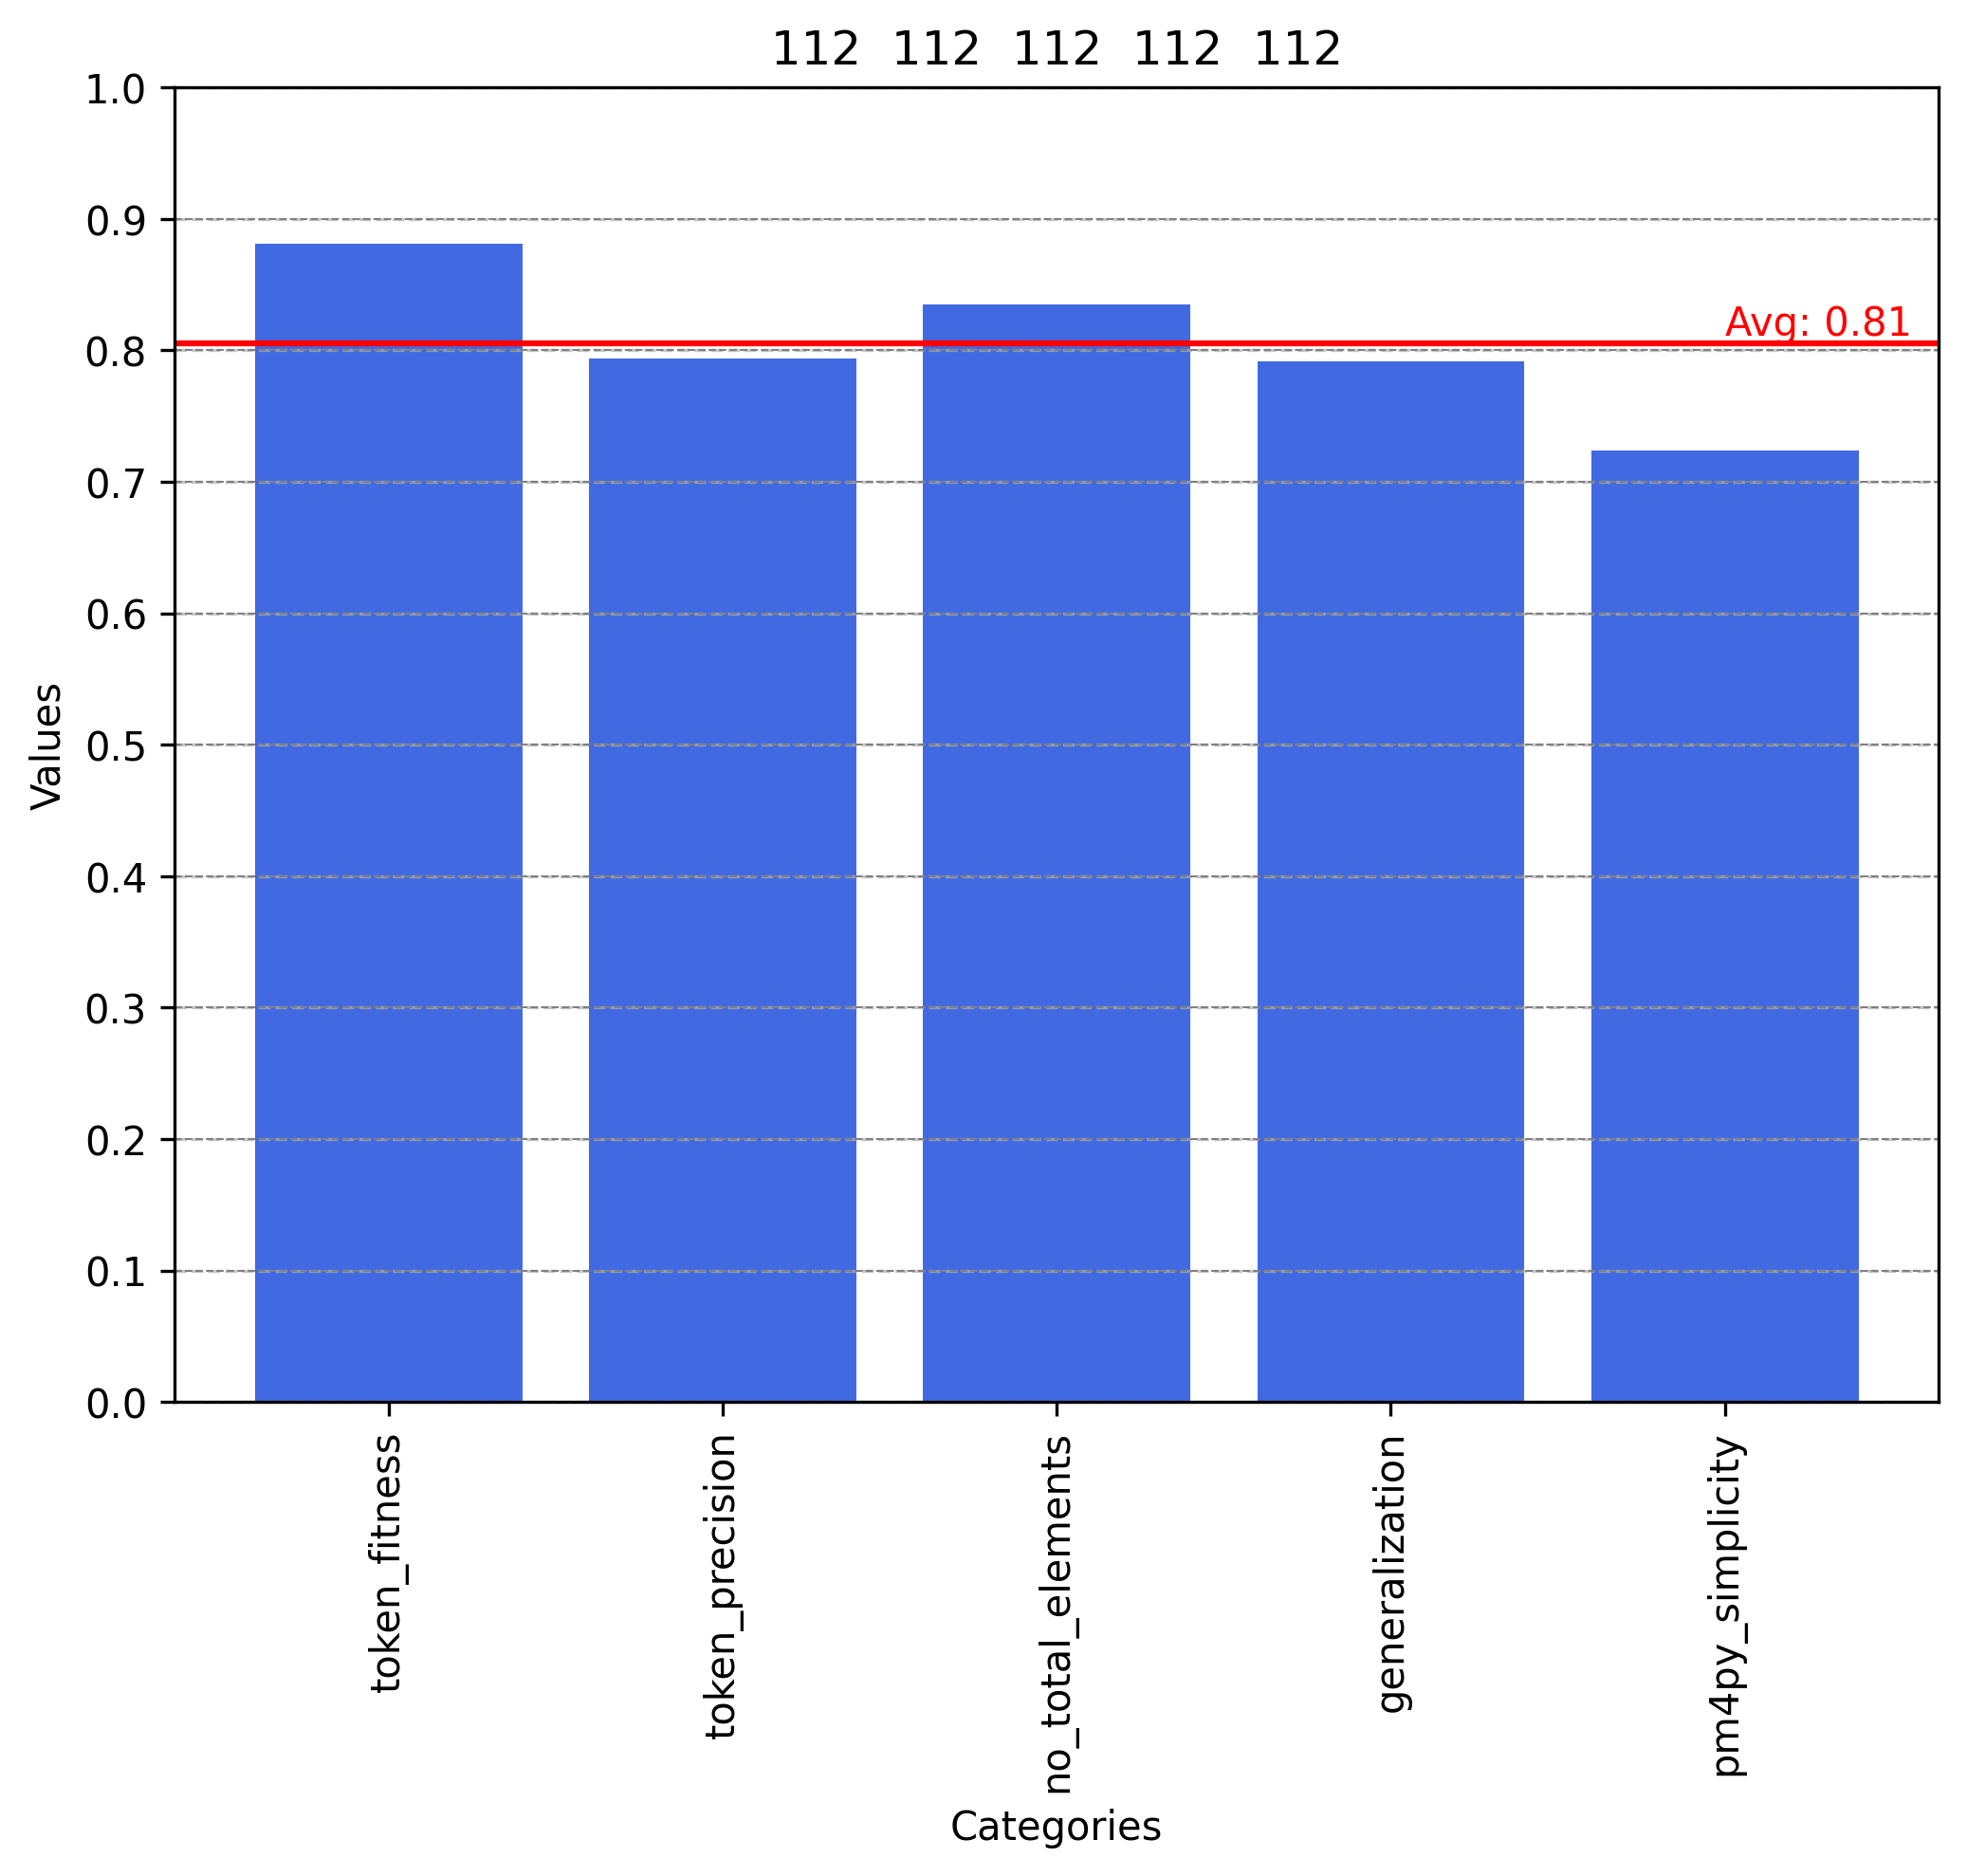 112 112 112 112 112
1.0
0.9
0.8
0.7
0.6
0.5
0.4
0.3
0.2
0.1
0.0
Values
Avg: 0.81
token_fitness
token_precision
no_total_elements
generalization
pm4py_simplicity
Categories